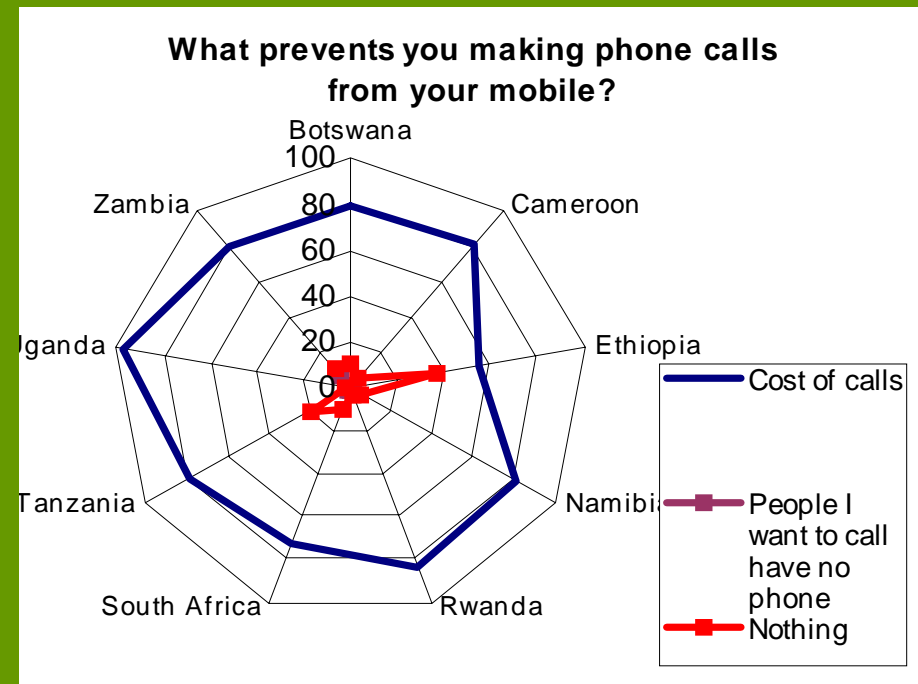 What prevents you making phone calls
from your mobile?
Botswana
100
80
60
40
20
0
Cameroon
Ethiopia
Namibia
Rwanda
South Africa
Tanzania
Uganda
Zambia
Cost of calls
People I
want to call
have no
phone
Nothing